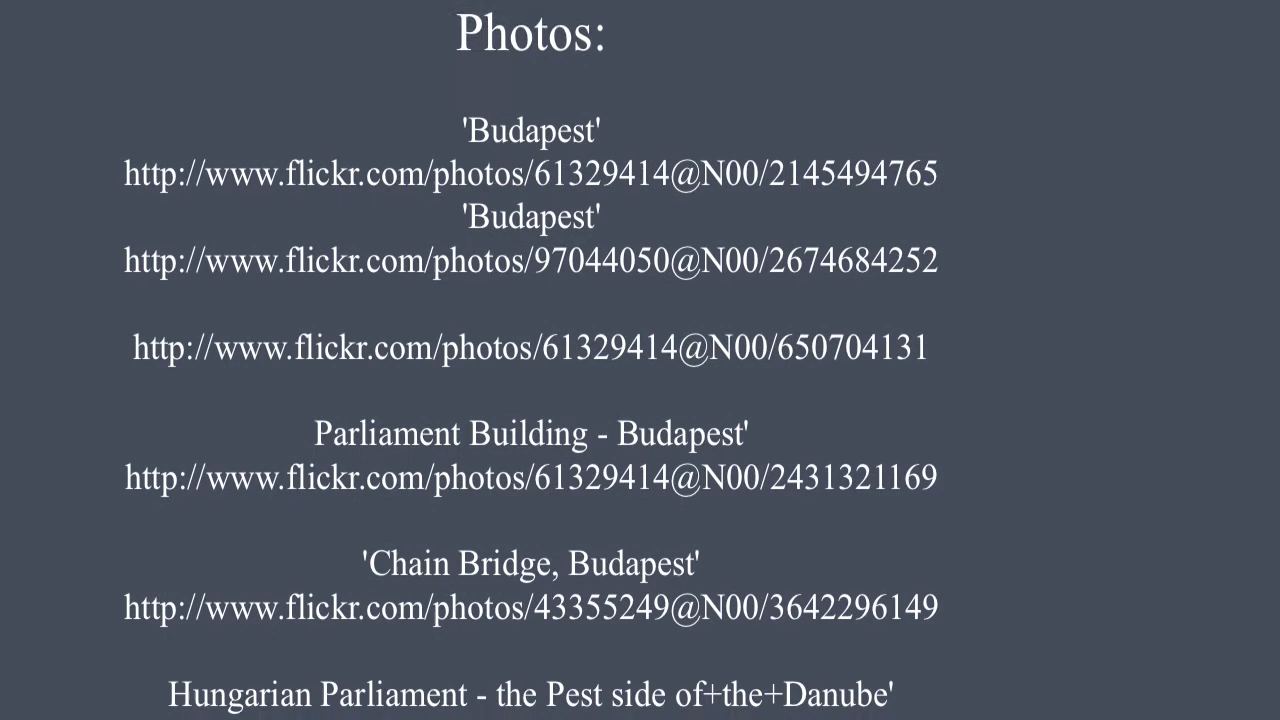 Photos:
'Budapest'
http://www.flickr.com/photos/61329414@N00/2145494765
'Budapest'
http://www.flickr.com/photos/97044050@N00/2674684252
http://www.flickr.com/photos/61329414@N00/650704131
Parliament Building - Budapest'
http://www.flickr.com/photos/61329414@N00/2431321169
'Chain Bridge, Budapest'
http://www.flickr.com/photos/43355249@N00/3642296149
Hungarian Parliament - the Pest side of+the+Danube'